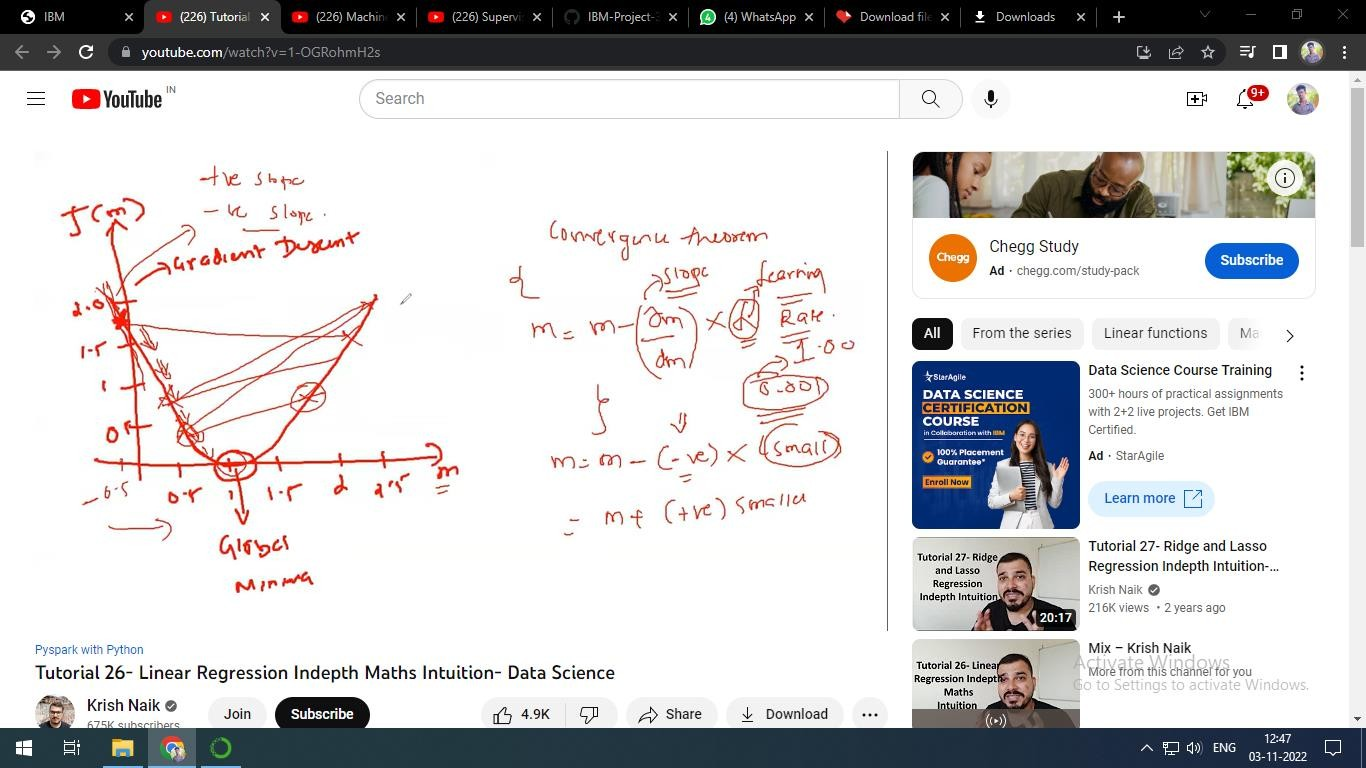 IBM
(226) Tutorial
(226) Machin
(226) Supervi
IBM-Project-3
(4) WhatsApp
Download file
Downloads
youtube.com/watch?v=1-OGRohmH2s
YouTube IN
Search
9+
+ve slope
-ve slope.
J(m)
Gradient Descent
2.0
1.5
1
-0.5
0.5
1
1.5
2
2.5
m
Global
Minima
Convergence theorem
slope
Learning
Rate.
m = m - (∂m/∂m) × α
1.00
0.001
m = m - (-ve) × (small)
= m + (+ve) smaller
Chegg
Chegg Study
Ad · chegg.com/study-pack
Subscribe
All
From the series
Linear functions
Ma
StarAgile
DATA SCIENCE
CERTIFICATION
COURSE
in Collaboration with IBM
100% Placement
Guarantee*
Enroll Now
Data Science Course Training
300+ hours of practical assignments
with 2+2 live projects. Get IBM
Certified.
Ad · StarAgile
Learn more
Tutorial 27- Ridge
and Lasso
Regression
Indepth Intuition-
20:17
Tutorial 27- Ridge and Lasso
Regression Indepth Intuition-...
Krish Naik
216K views • 2 years ago
Tutorial 26- Linear
Regression Indepth
Maths
Intuition
Mix – Krish Naik
More from this channel for you
Activate Windows
Go to Settings to activate Windows.
Pyspark with Python
Tutorial 26- Linear Regression Indepth Maths Intuition- Data Science
Krish Naik
675K subscribers
Join
Subscribe
4.9K
Share
Download
ENG
12:47
03-11-2022